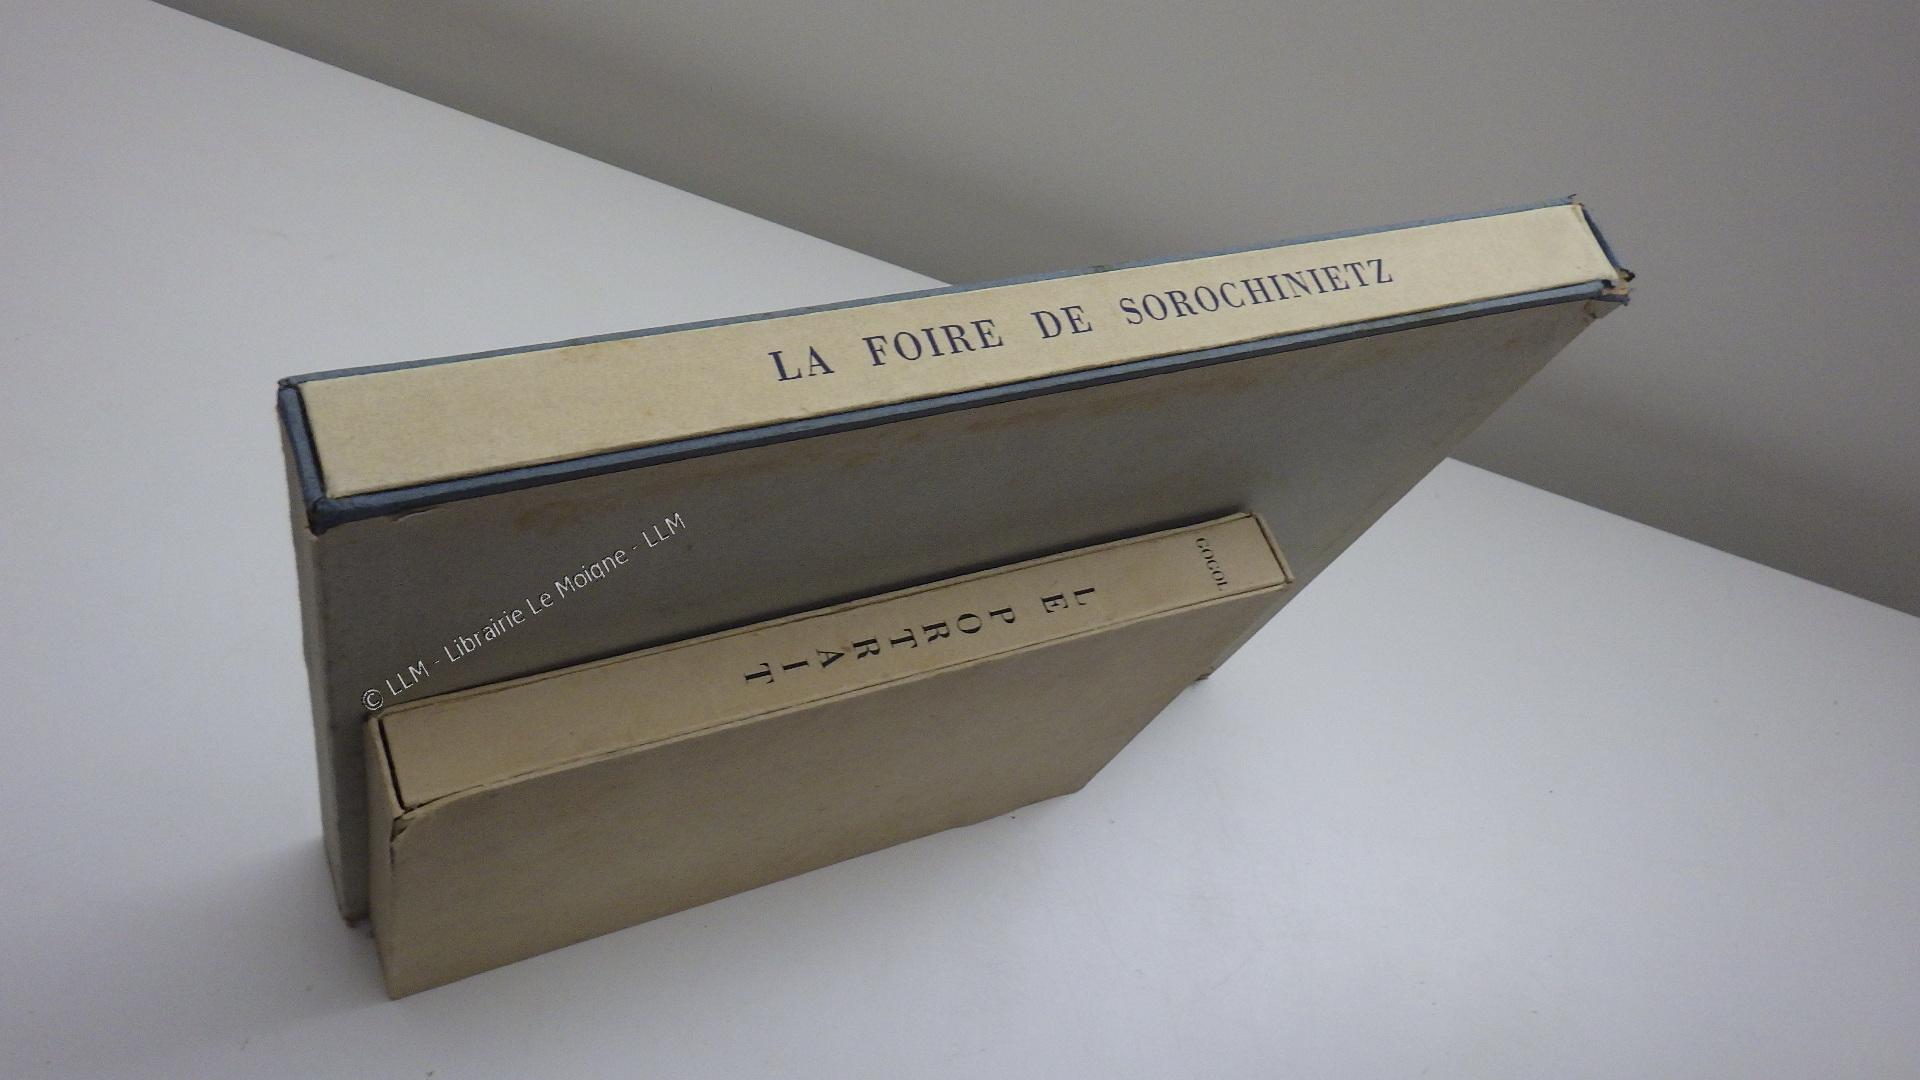 LA FOIRE DE SOROCHINIETZ
GOGOL
LE PORTRAIT
© LLM - Librairie Le Moigne - LLM